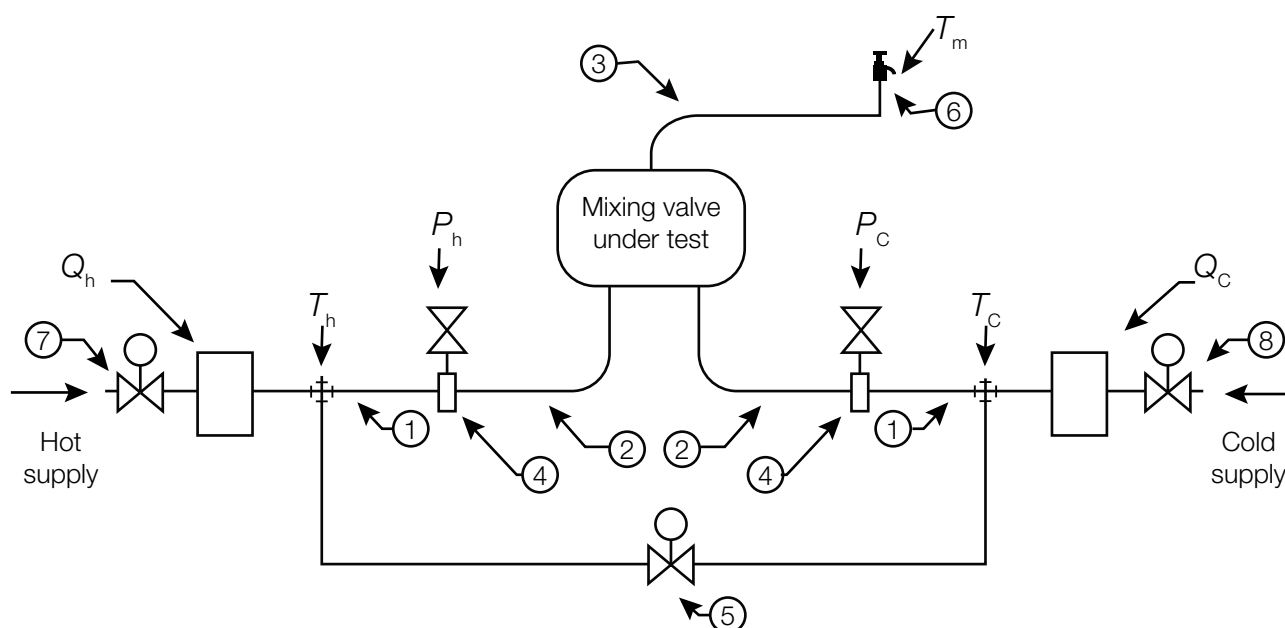 3
T_m
6
Mixing valve
under test
P_h
P_C
Q_h
Q_C
T_h
T_C
7
8
1
1
2
2
4
4
Hot
supply
Cold
supply
5